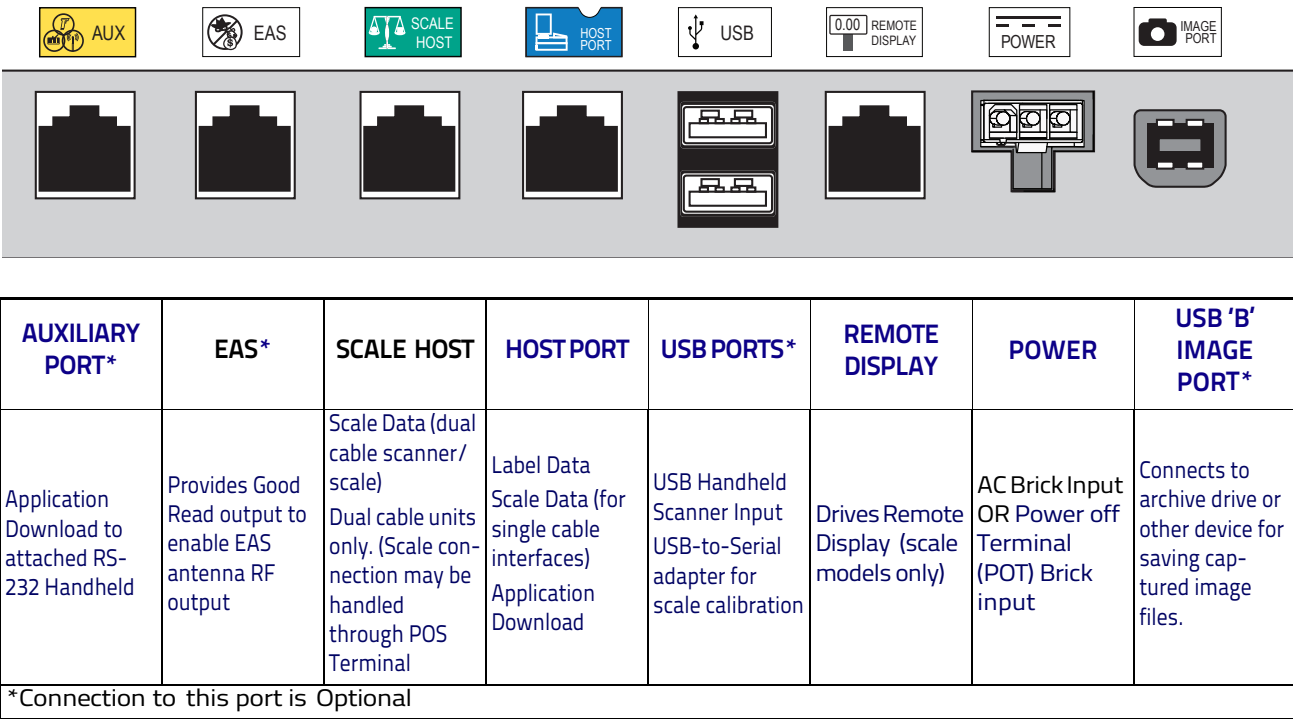 AUX
EAS
SCALE
HOST
HOST
PORT
USB
0.00 REMOTE
DISPLAY
POWER
IMAGE
PORT
AUXILIARY
PORT*
EAS*
SCALE HOST
HOST PORT
USB PORTS*
REMOTE
DISPLAY
POWER
USB ‘B’
IMAGE
PORT*
Application
Download to
attached RS-
232 Handheld
Provides Good
Read output to
enable EAS
antenna RF
output
Scale Data (dual
cable scanner/
scale)
Dual cable units
only. (Scale con-
nection may be
handled
through POS
Terminal
Label Data
Scale Data (for
single cable
interfaces)
Application
Download
USB Handheld
Scanner Input
USB-to-Serial
adapter for
scale calibration
Drives Remote
Display (scale
models only)
AC Brick Input
OR Power off
Terminal
(POT) Brick
input
Connects to
archive drive or
other device for
saving cap-
tured image
files.
*Connection to this port is Optional